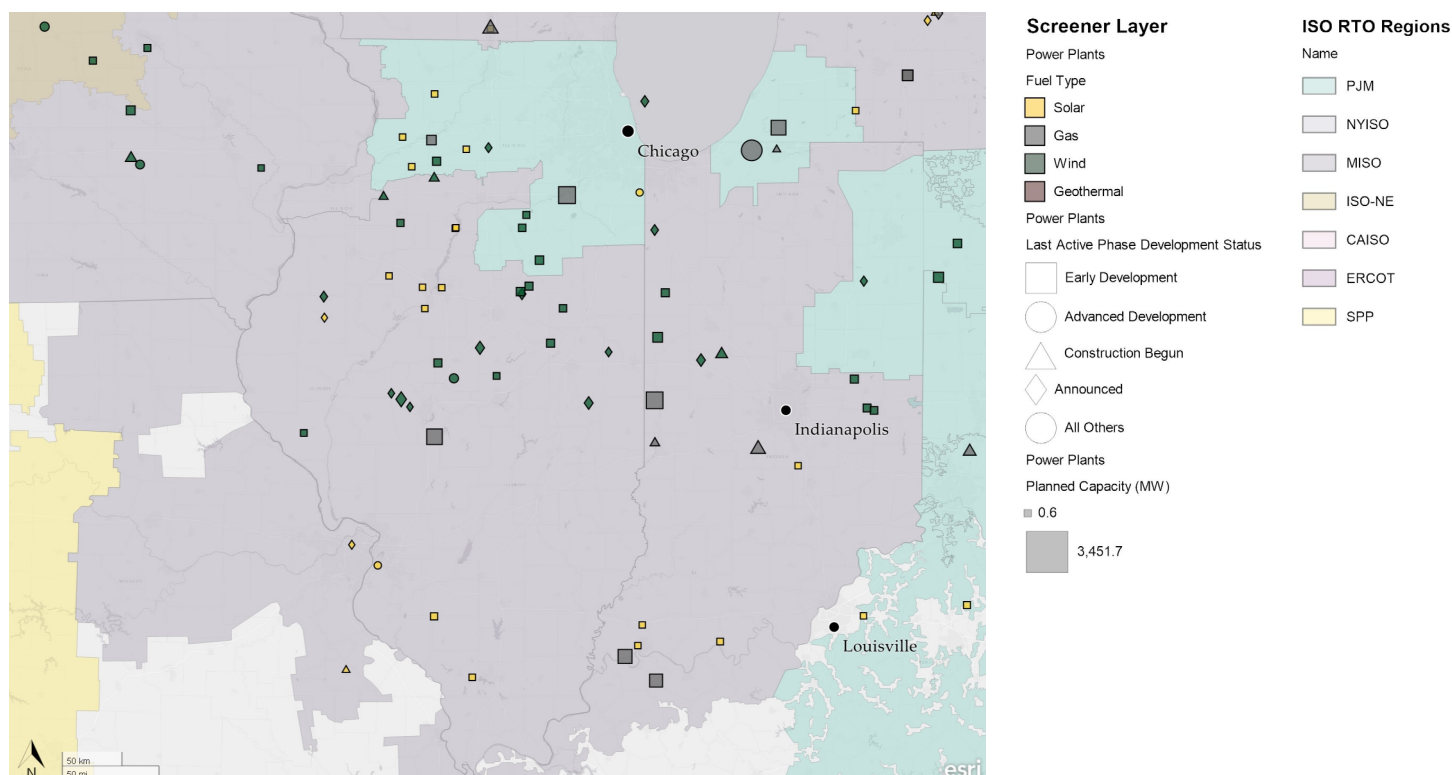 Chicago
Indianapolis
Louisville
N
50 km
50 mi
esri
Screener Layer
Power Plants
Fuel Type
Solar
Gas
Wind
Geothermal
Power Plants
Last Active Phase Development Status
Early Development
Advanced Development
Construction Begun
Announced
All Others
Power Plants
Planned Capacity (MW)
0.6
3,451.7
ISO RTO Regions
Name
PJM
NYISO
MISO
ISO-NE
CAISO
ERCOT
SPP